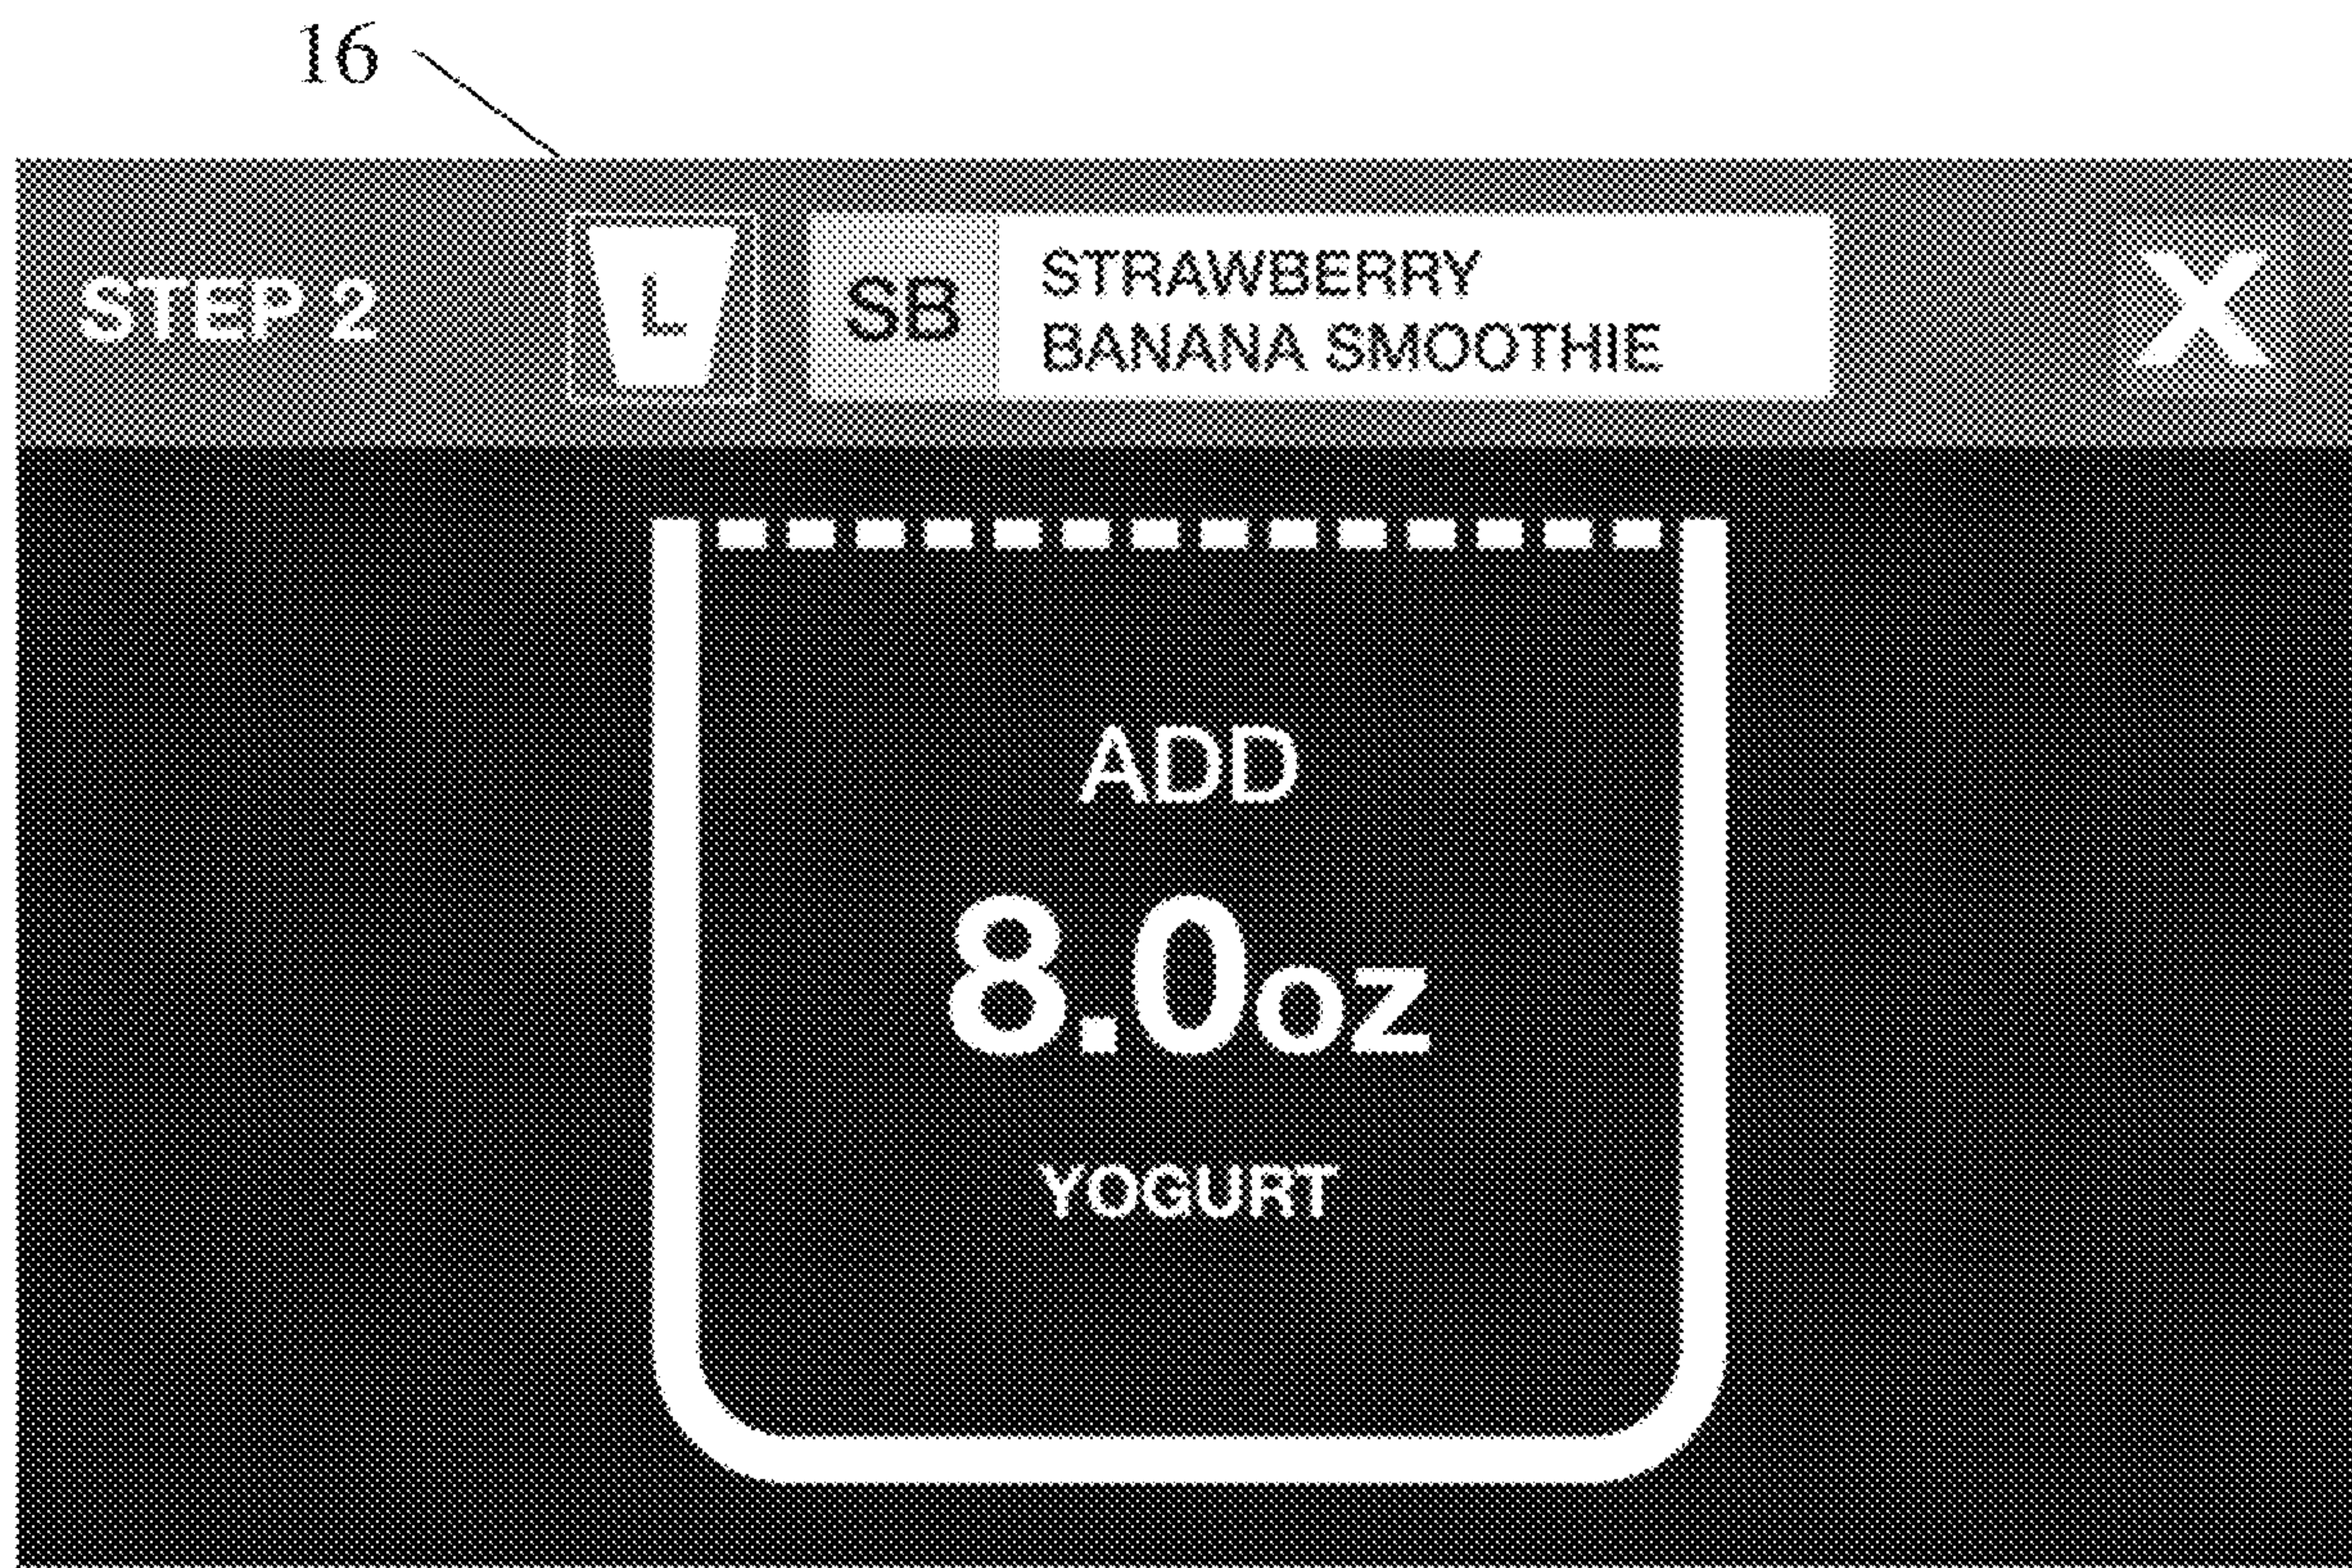 16
STEP 2
L
SB
STRAWBERRY
BANANA SMOOTHIE
X
ADD
8.0oz
YOGURT